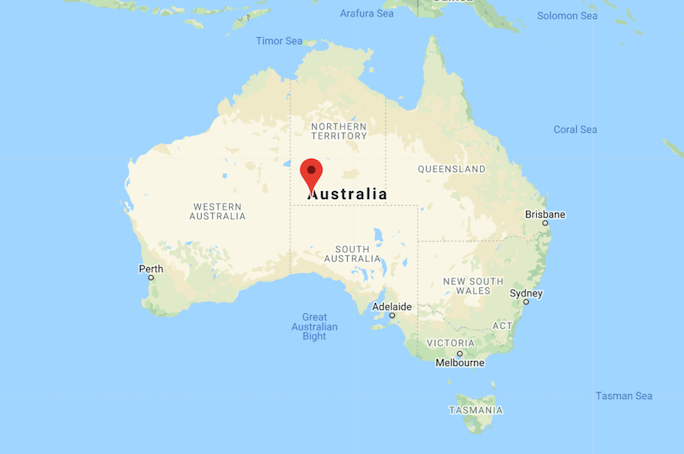 Arafura Sea
Solomon Sea
Timor Sea
Coral Sea
NORTHERN
TERRITORY
QUEENSLAND
Australia
WESTERN
AUSTRALIA
Brisbane
SOUTH
AUSTRALIA
Perth
NEW SOUTH
WALES
Sydney
Adelaide
Great
Australian
Bight
ACT
VICTORIA
Melbourne
Tasman Sea
TASMANIA